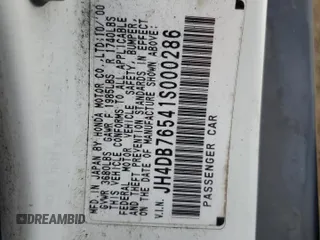 MFD. IN JAPAN BY HONDA MOTOR CO., LTD. 10/'00
GVWR 3680LBS GAWR F 1985LBS R 1740LBS
THIS VEHICLE CONFORMS TO ALL APPLICABLE
FEDERAL MOTOR VEHICLE SAFETY, BUMPER,
AND THEFT PREVENTION STANDARDS IN EFFECT
ON THE DATE OF MANUFACTURE SHOWN ABOVE.
V.I.N. JH4DB76541S000286
PASSENGER CAR
DREAMBID
.com